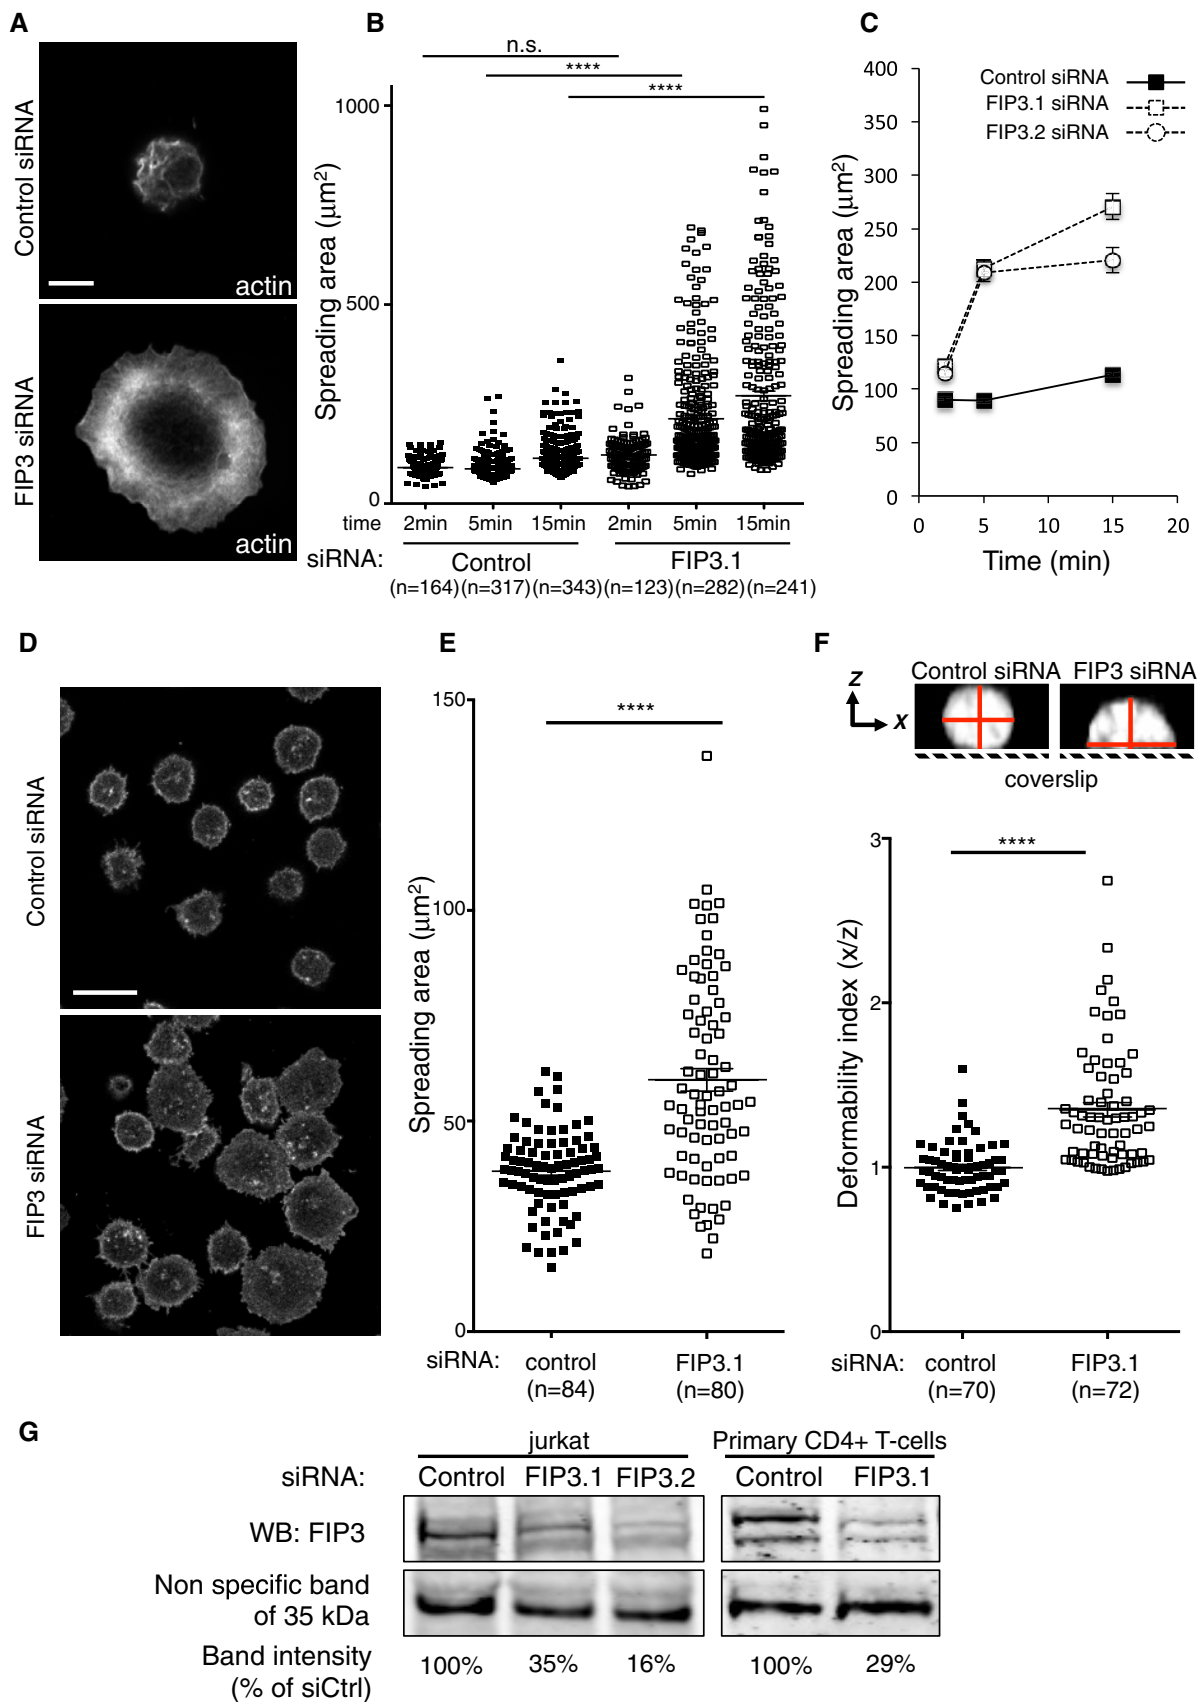 A
Control siRNA
actin
FIP3 siRNA
actin
B
n.s.
****
****
Spreading area (μm²)
1000
500
0
time 2min 5min 15min 2min 5min 15min
siRNA: Control FIP3.1
(n=164)(n=317)(n=343)(n=123)(n=282)(n=241)
C
Control siRNA
FIP3.1 siRNA
FIP3.2 siRNA
Spreading area (μm²)
400
350
300
250
200
150
100
50
0
0 5 10 15 20
Time (min)
D
Control siRNA
FIP3 siRNA
E
****
Spreading area (μm²)
150
100
50
0
siRNA: control FIP3.1
(n=84) (n=80)
F
Control siRNA FIP3 siRNA
z
x
coverslip
****
Deformability index (x/z)
3
2
1
0
siRNA: control FIP3.1
(n=70) (n=72)
G
jurkat Primary CD4+ T-cells
siRNA: Control FIP3.1 FIP3.2 Control FIP3.1
WB: FIP3
Non specific band
of 35 kDa
Band intensity
(% of siCtrl)
100% 35% 16% 100% 29%